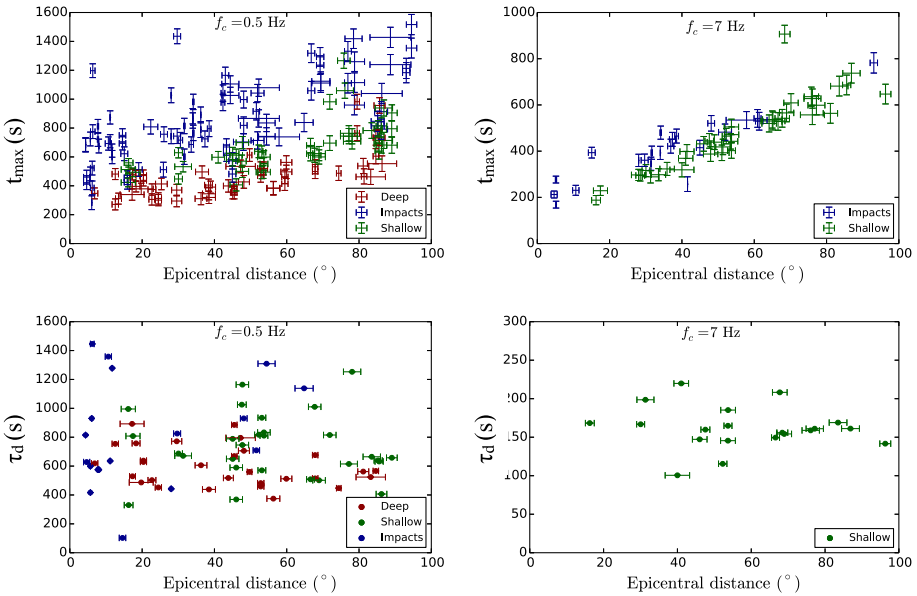 f_c = 0.5 Hz
1600
1400
1200
1000
800
600
400
200
0
t_max (s)
0 20 40 60 80 100
Epicentral distance (°)
Deep
Impacts
Shallow
f_c = 7 Hz
1000
800
600
400
200
0
t_max (s)
0 20 40 60 80 100
Epicentral distance (°)
Impacts
Shallow
f_c = 0.5 Hz
1600
1400
1200
1000
800
600
400
200
0
τ_d (s)
0 20 40 60 80 100
Epicentral distance (°)
Deep
Shallow
Impacts
f_c = 7 Hz
300
250
200
150
100
50
0
τ_d (s)
0 20 40 60 80 100
Epicentral distance (°)
Shallow